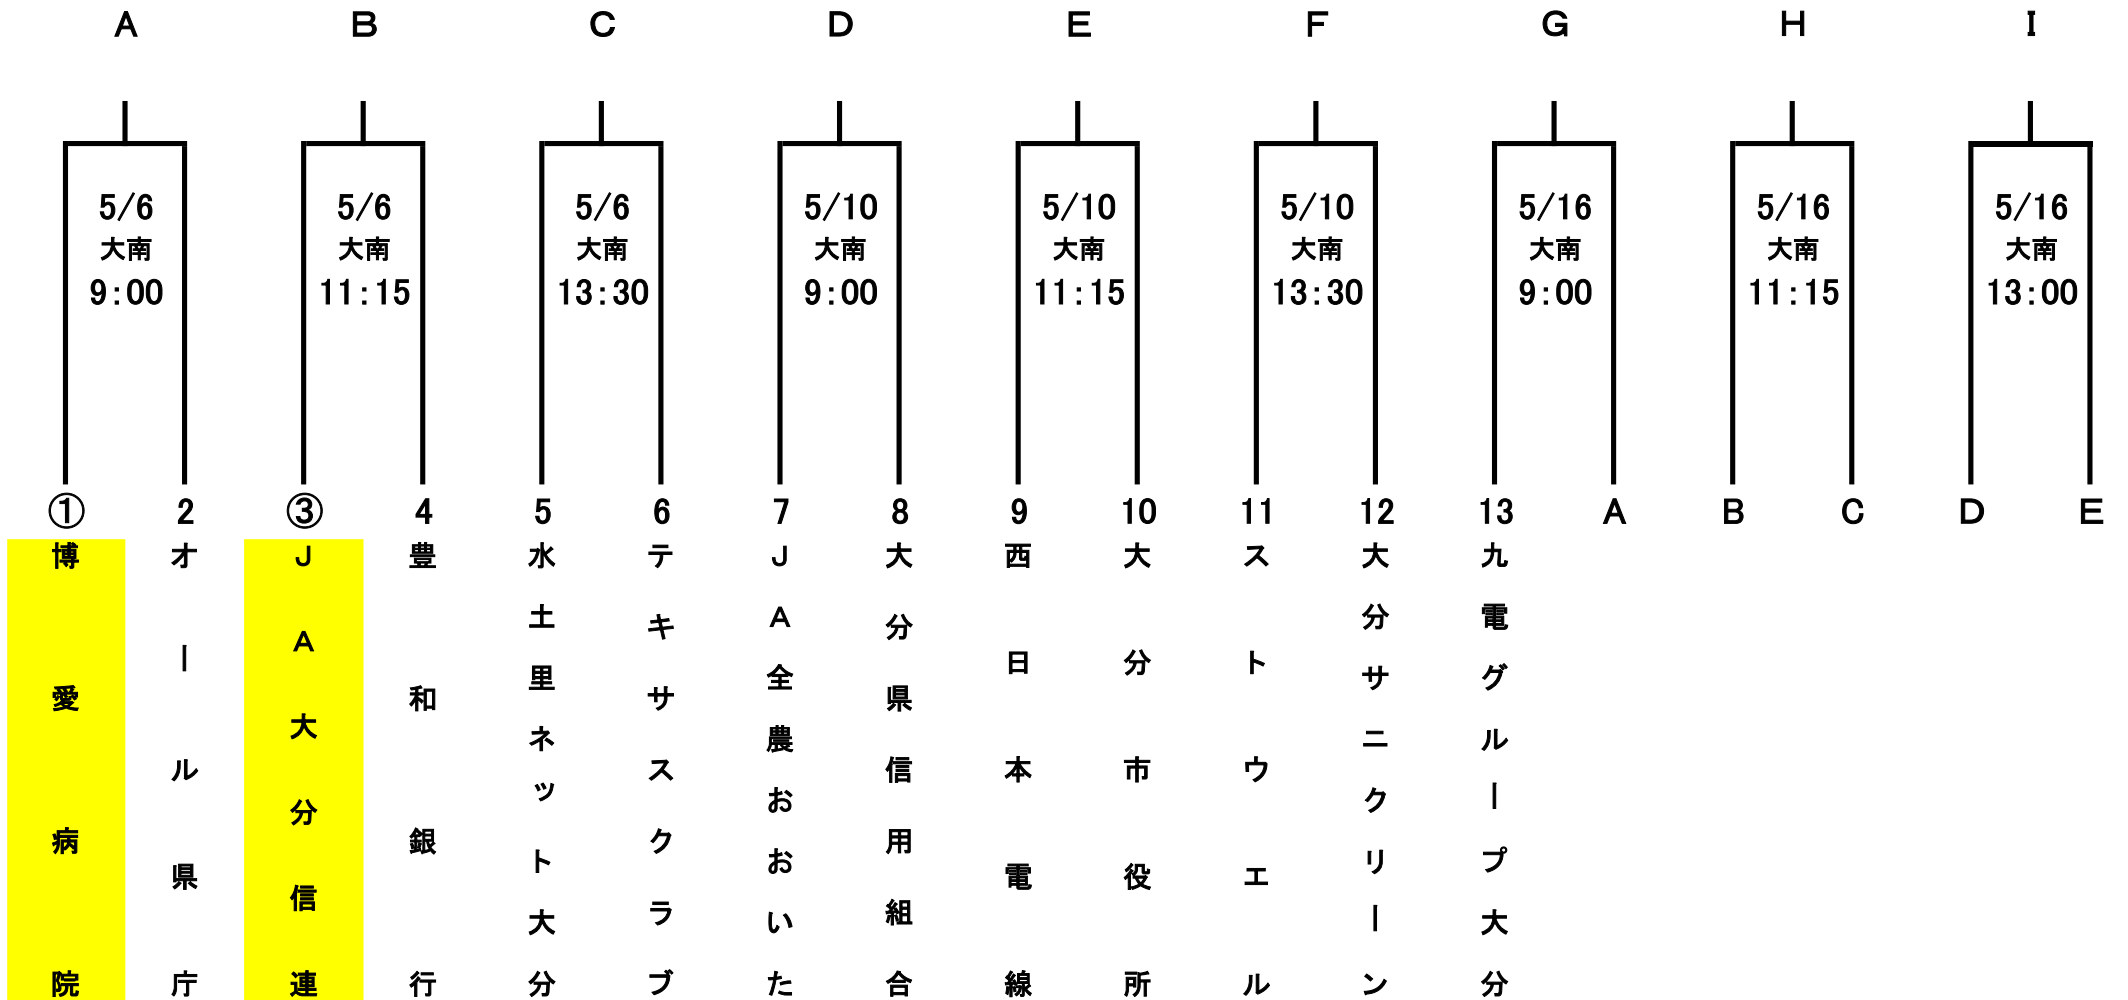 A B C D E F G H I
5/6 5/6 5/6 5/10 5/10 5/10 5/16 5/16 5/16
大南 大南 大南 大南 大南 大南 大南 大南 大南
9:00 11:15 13:30 9:00 11:15 13:30 9:00 11:15 13:00
① 2 ③ 4 5 6 7 8 9 10 11 12 13 A B C D E
博愛病院
オール県庁
JA大分信連
豊和銀行
水土里ネット大分
テキサスクラブ
JA全農おおいた
大分県信用組合
西日本電線
大分市役所
ストウエル
大分サニクリーン
九電グループ大分